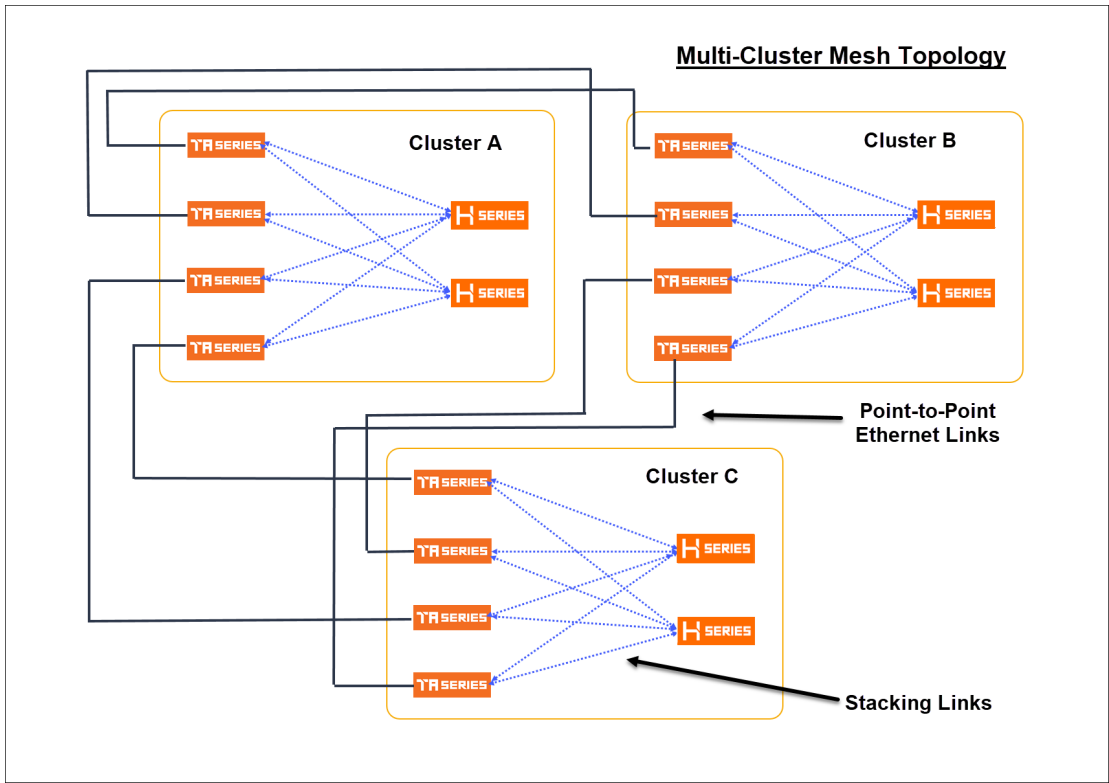 Multi-Cluster Mesh Topology
Cluster A
TA SERIES
TA SERIES
TA SERIES
TA SERIES
H SERIES
H SERIES
Cluster B
TA SERIES
TA SERIES
TA SERIES
TA SERIES
H SERIES
H SERIES
Point-to-Point
Ethernet Links
Cluster C
TA SERIES
TA SERIES
TA SERIES
TA SERIES
H SERIES
H SERIES
Stacking Links